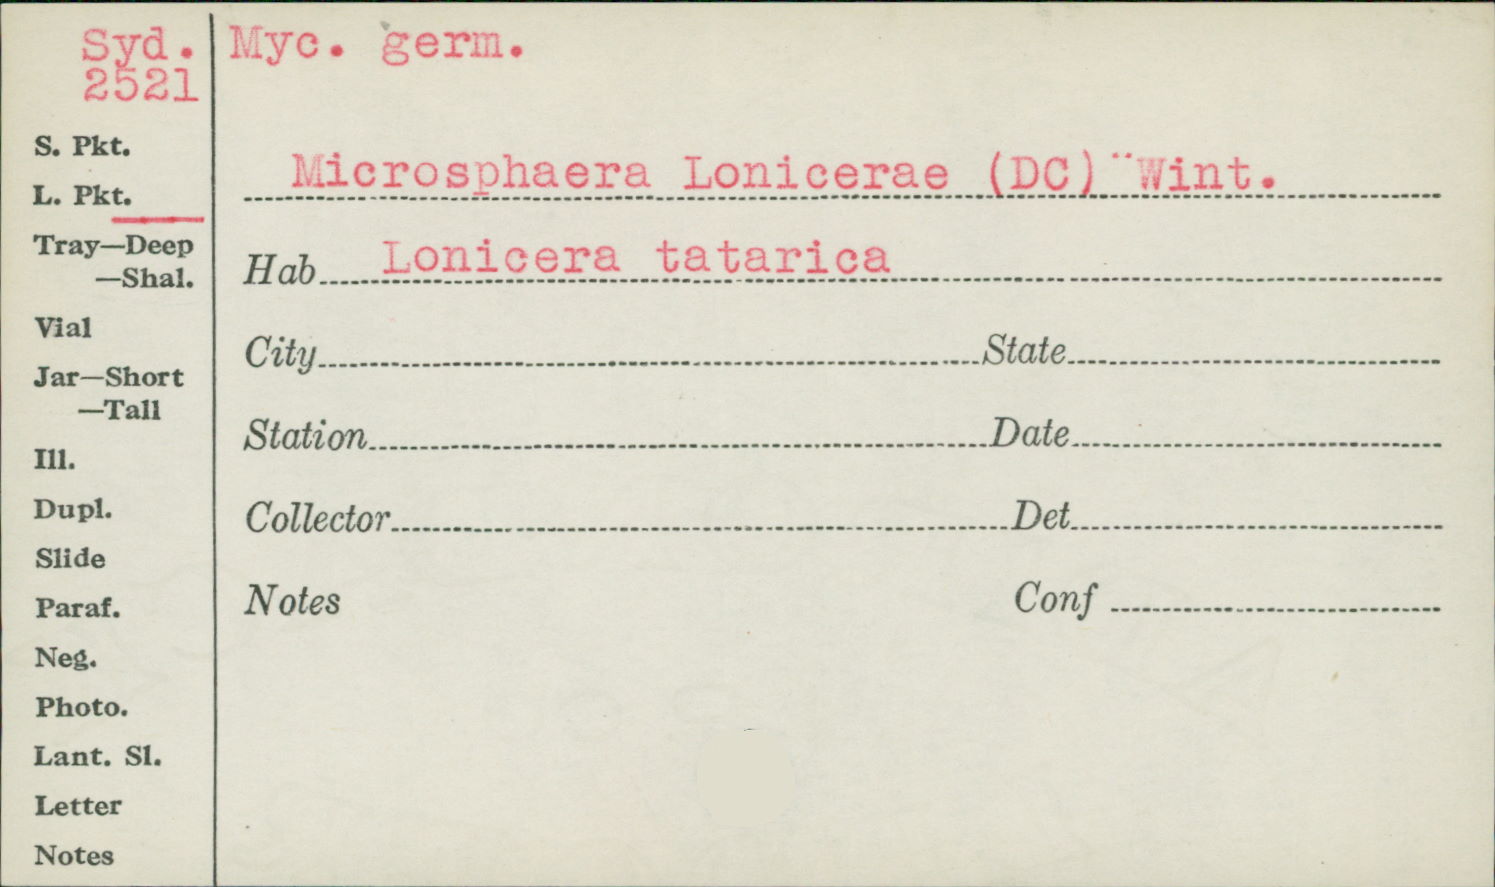 Syd. Myc. germ.
2521
S. Pkt.
L. Pkt.
Tray—Deep
—Shal.
Vial
Jar—Short
—Tall
Ill.
Dupl.
Slide
Paraf.
Neg.
Photo.
Lant. Sl.
Letter
Notes
Microsphaera Lonicerae (DC)¨Wint.
Hab Lonicera tatarica
City State
Station Date
Collector Det
Notes Conf